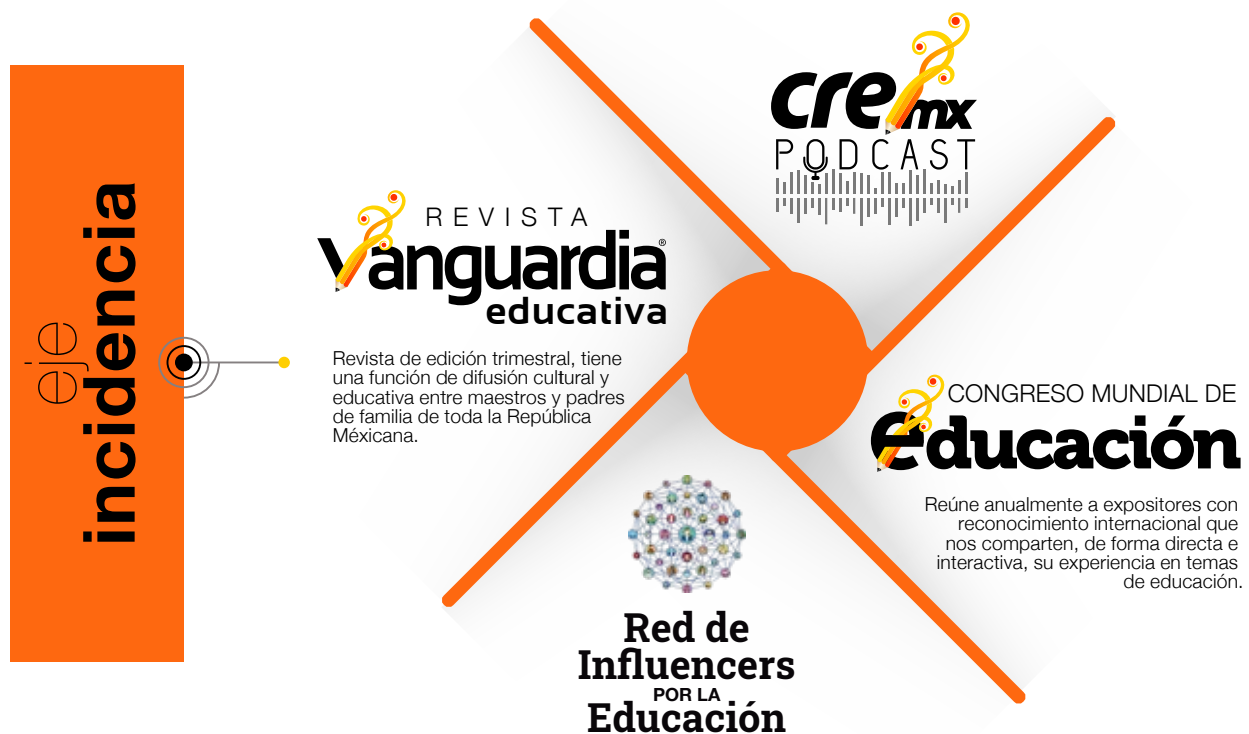 eje
incidencia
REVISTA
Vanguardia®
educativa
Revista de edición trimestral, tiene
una función de difusión cultural y
educativa entre maestros y padres
de familia de toda la República
Méxicana.
cre mx
PODCAST
CONGRESO MUNDIAL DE
educación
Reúne anualmente a expositores con
reconocimiento internacional que
nos comparten, de forma directa e
interactiva, su experiencia en temas
de educación.
Red de
Influencers
POR LA
Educación